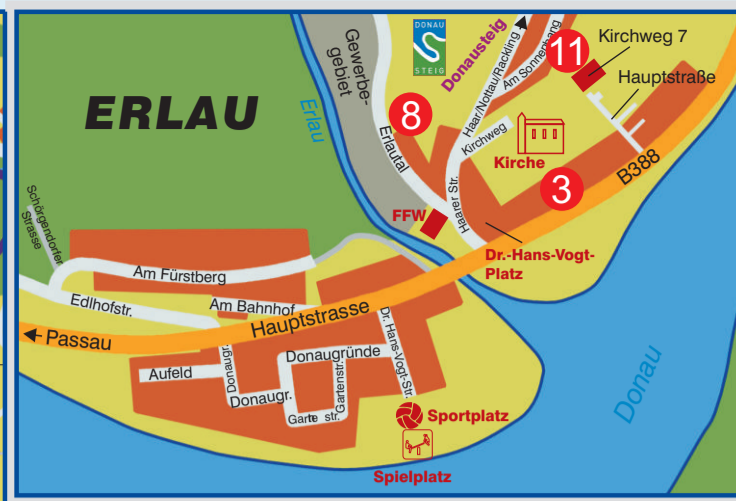 DONAU
STEIG
Donausteig
Haar/Nottau/Rackling
Am Sonnenhang
11
Kirchweg 7
Hauptstraße
Gewerbe-
gebiet
ERLAU
Erlau
8
Erlautal
Kirchweg
Kirche
3
B388
FFW
Haarer Str.
Dr.-Hans-Vogt-
Platz
Schörgendorfer
Strasse
Am Fürstberg
Edlhofstr.
Am Bahnhof
Hauptstrasse
Passau
Dr. Hans-Vogt-Str.
Donaugründe
Aufeld
Donaugr.
Donaugr.
Gartenstr.
Garte str.
Sportplatz
Spielplatz
Donau